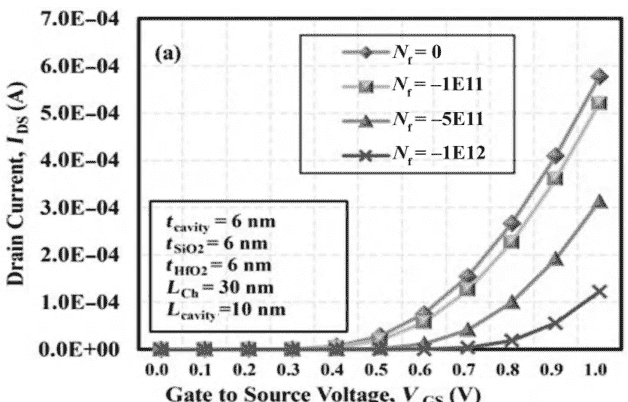 7.0E–04
6.0E–04
5.0E–04
4.0E–04
3.0E–04
2.0E–04
1.0E–04
0.0E+00
Drain Current, I_DS (A)
(a)
N_f = 0
N_f = –1E11
N_f = –5E11
N_f = –1E12
t_cavity = 6 nm
t_SiO2 = 6 nm
t_HfO2 = 6 nm
L_Ch = 30 nm
L_cavity =10 nm
0.0 0.1 0.2 0.3 0.4 0.5 0.6 0.7 0.8 0.9 1.0
Gate to Source Voltage, V_GS (V)